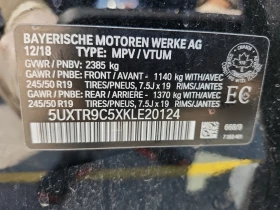 BAYERISCHE MOTOREN WERKE AG
12/18 TYPE: MPV / VTUM
GVWR / PNBV: 2385 kg
GAW / PNBE: FRONT / AVANT - 1140 kg WITH/AVEC
245/50 R19 TIRES/PNEUS, 7.5J x 19 RIMS/JANTES
GAW / PNBE: REAR / ARRIERE - 1370 kg WITH/AVEC
245/50 R19 TIRES/PNEUS, 7.5J x 19 RIMS/JANTES
EC
5UXTR9C5XKLE20124